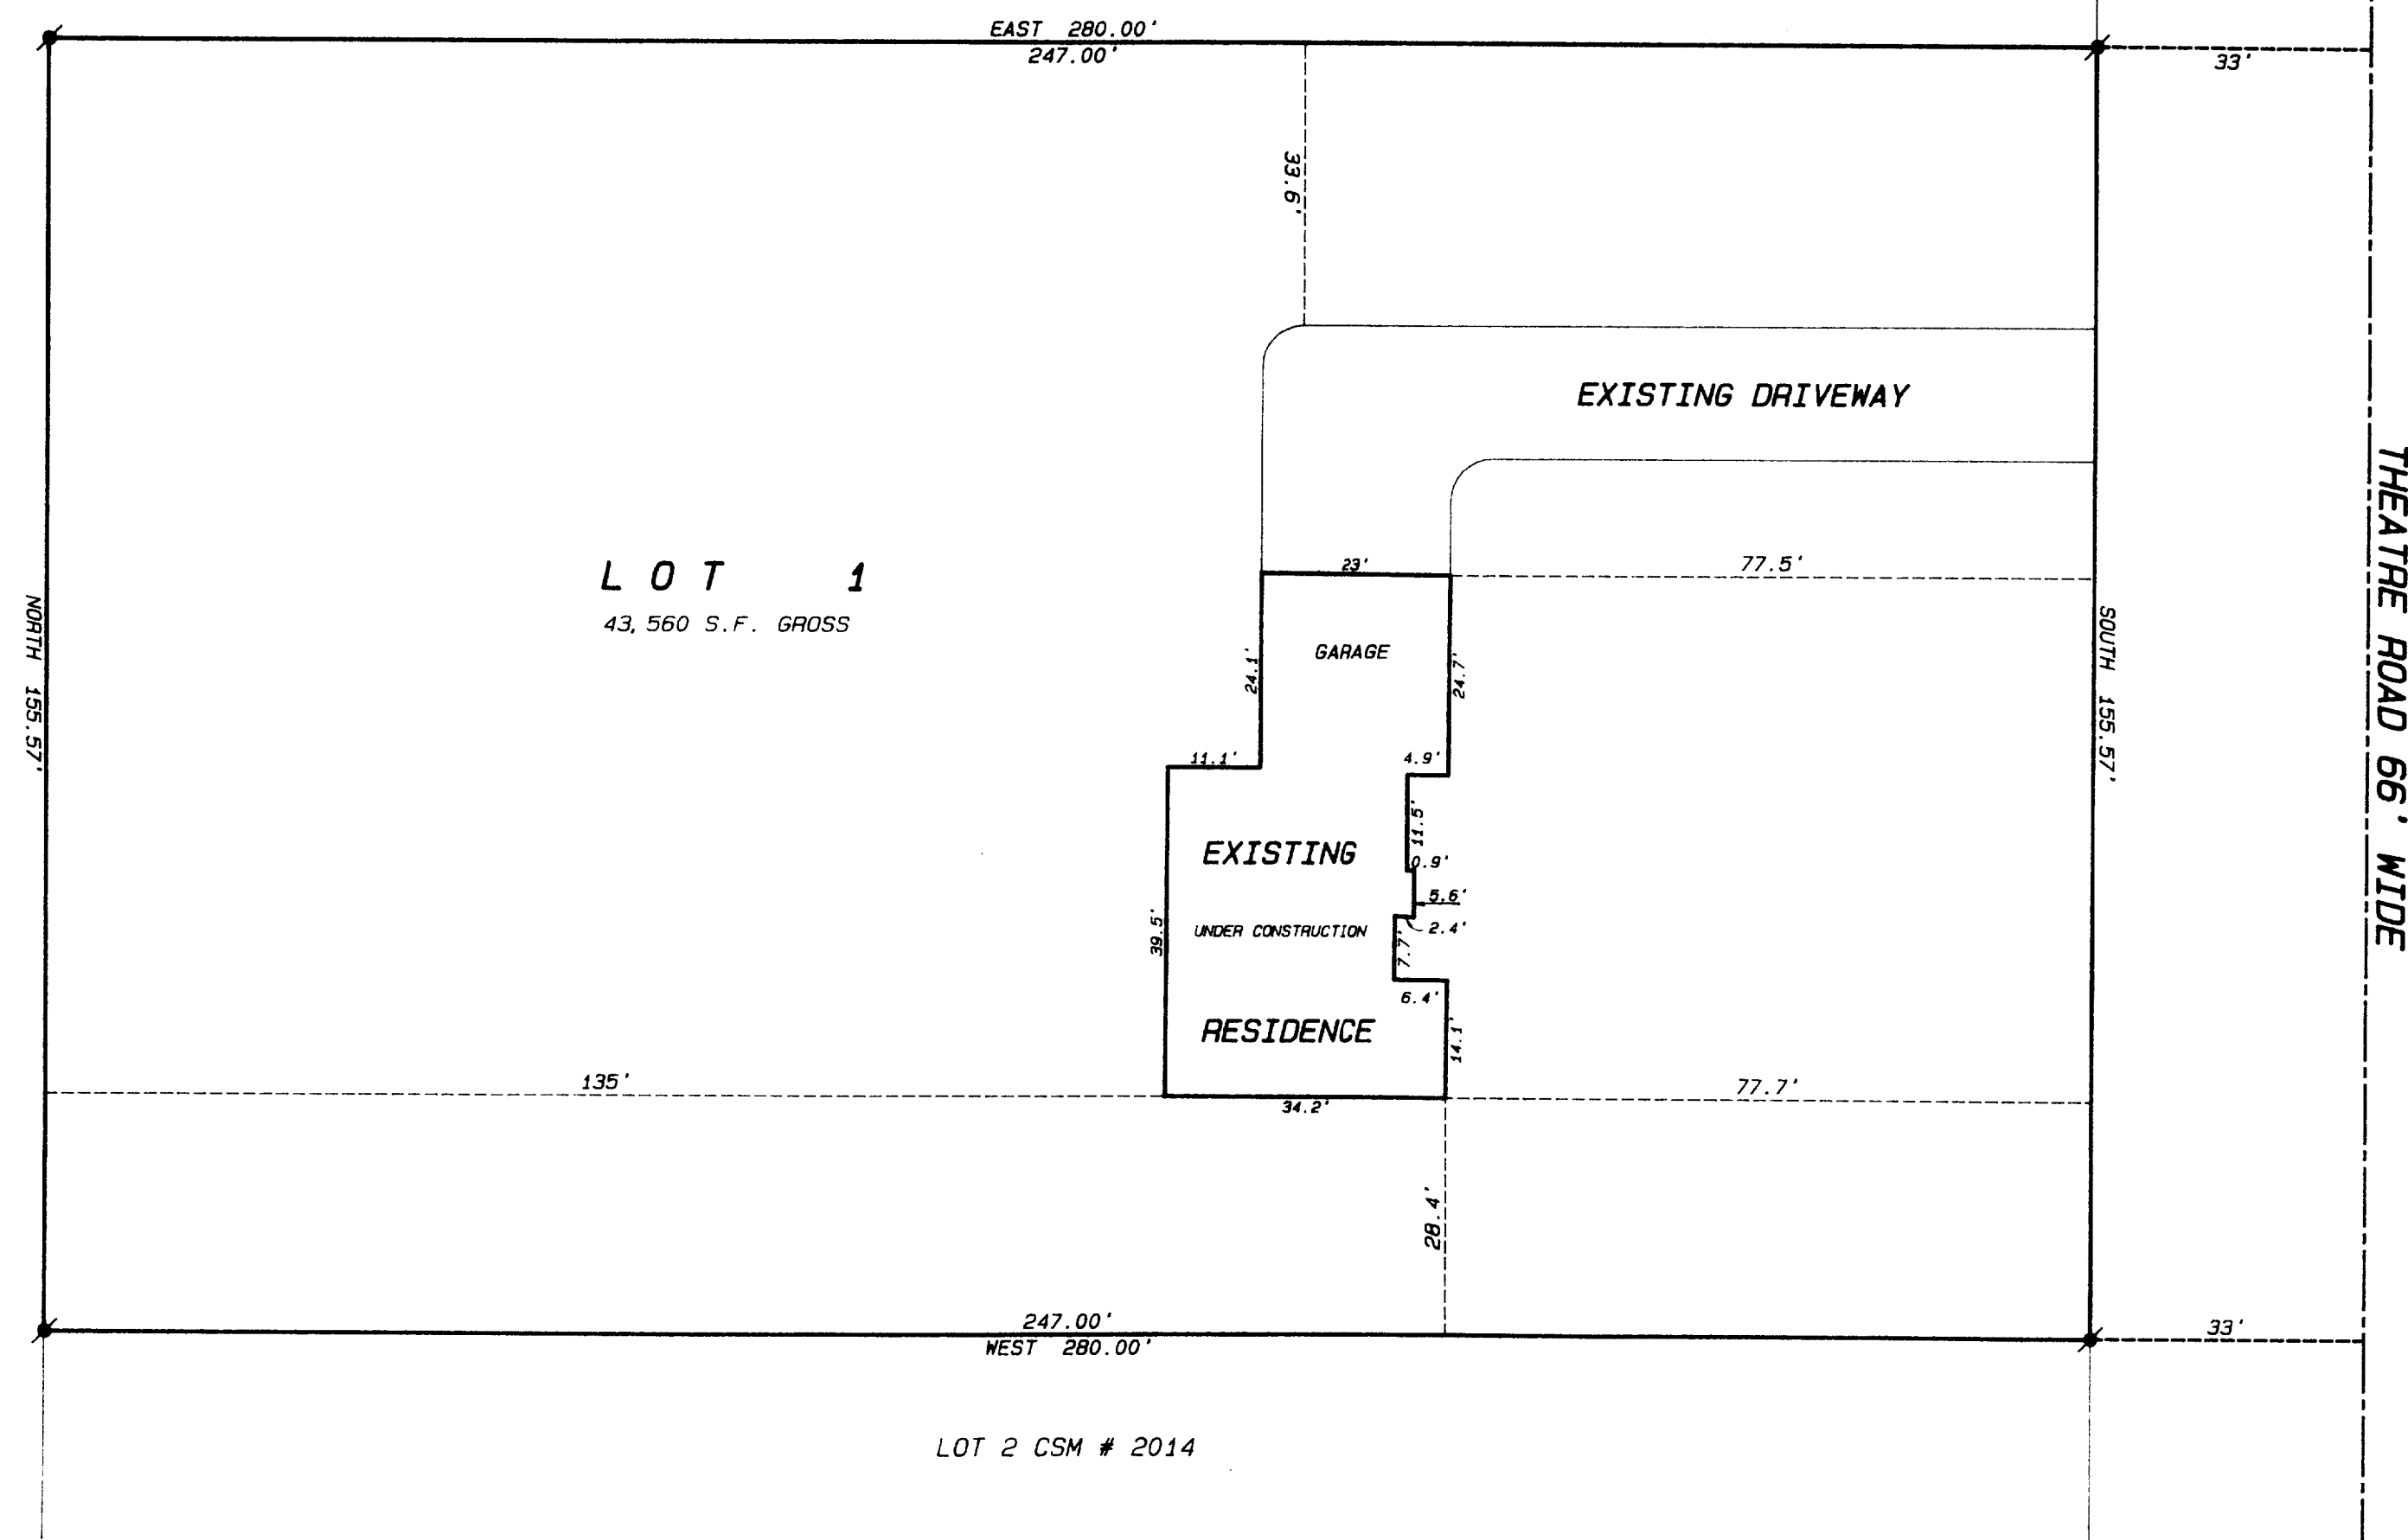 EAST 280.00'
247.00'
33'
33.6'
EXISTING DRIVEWAY
THEATRE ROAD 66' WIDE
23'
77.5'
LOT 1
43,560 S.F. GROSS
NORTH 155.57'
SOUTH 155.57'
GARAGE
24.1'
24.7'
11.1'
4.9'
11.5'
EXISTING
0.9'
5.6'
39.5'
UNDER CONSTRUCTION
2.4'
7.7'
6.4'
RESIDENCE
14.1'
135'
77.7'
34.2'
28.4'
247.00'
WEST 280.00'
33'
LOT 2 CSM # 2014